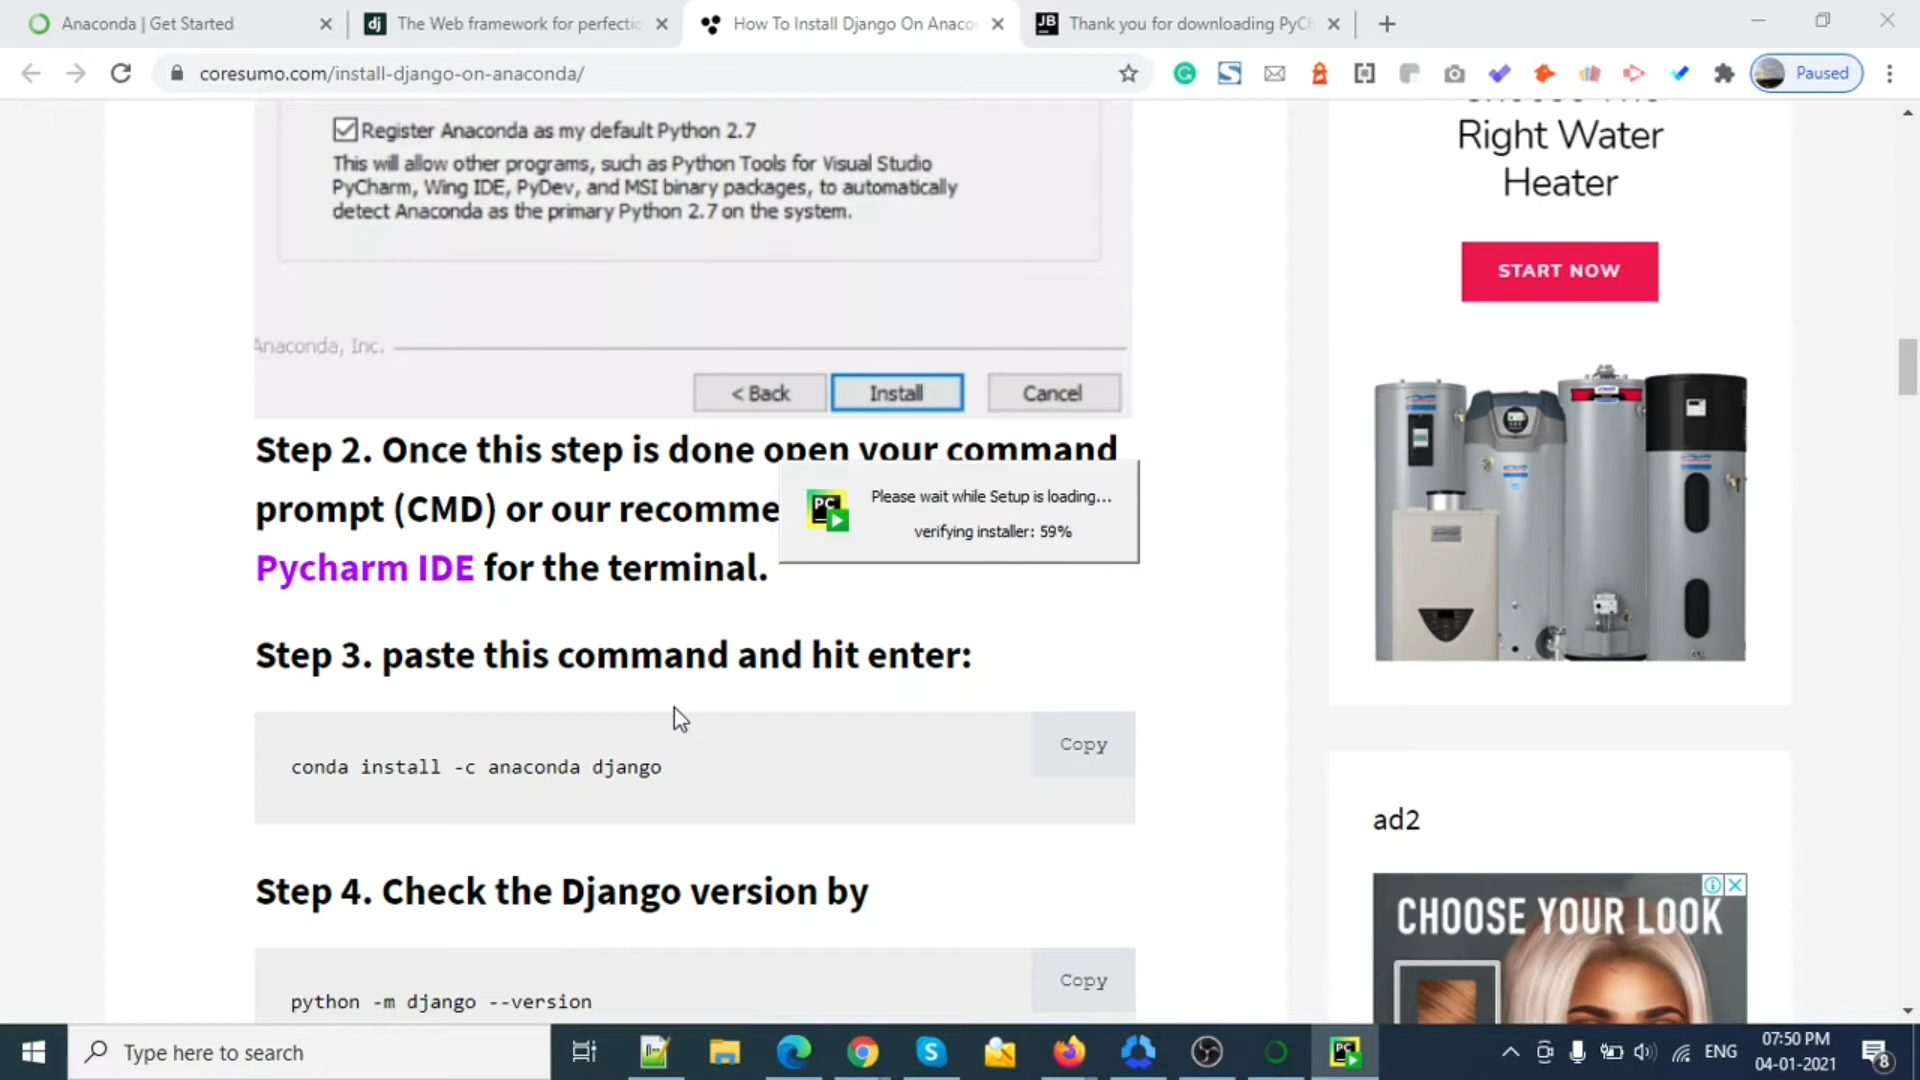 Anaconda | Get Started
The Web framework for perfectio
How To Install Django On Anaco
Thank you for downloading PyCh
coresumo.com/install-django-on-anaconda/
Paused
Register Anaconda as my default Python 2.7
This will allow other programs, such as Python Tools for Visual Studio
PyCharm, Wing IDE, PyDev, and MSI binary packages, to automatically
detect Anaconda as the primary Python 2.7 on the system.
Anaconda, Inc.
< Back
Install
Cancel
Step 2. Once this step is done open your command
prompt (CMD) or our recomme
Pycharm IDE for the terminal.
Please wait while Setup is loading...
verifying installer: 59%
Step 3. paste this command and hit enter:
Copy
conda install -c anaconda django
Step 4. Check the Django version by
Copy
python -m django --version
Right Water
Heater
START NOW
ad2
CHOOSE YOUR LOOK
Type here to search
ENG
07:50 PM
04-01-2021
8